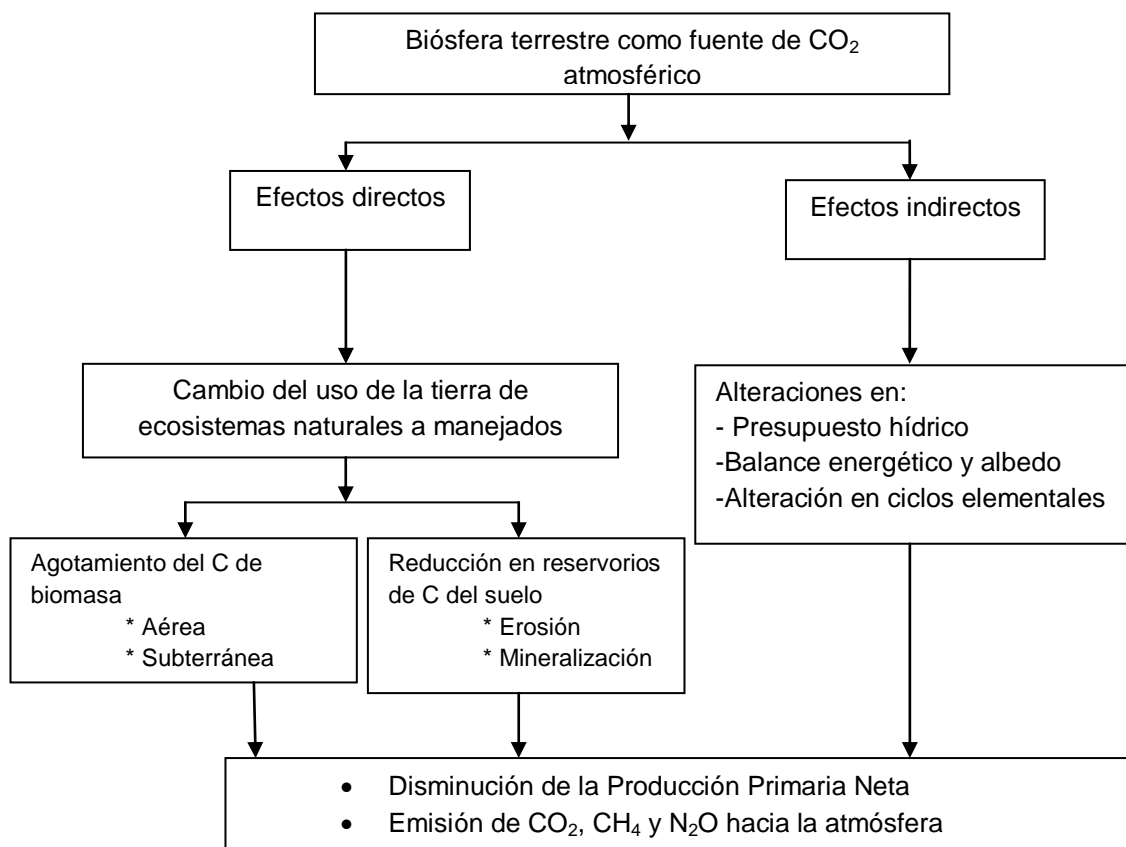 Biósfera terrestre como fuente de CO₂
atmosférico
Efectos directos
Efectos indirectos
Cambio del uso de la tierra de
ecosistemas naturales a manejados
Alteraciones en:
- Presupuesto hídrico
-Balance energético y albedo
-Alteración en ciclos elementales
Agotamiento del C de
biomasa
* Aérea
* Subterránea
Reducción en reservorios
de C del suelo
* Erosión
* Mineralización
• Disminución de la Producción Primaria Neta
• Emisión de CO₂, CH₄ y N₂O hacia la atmósfera